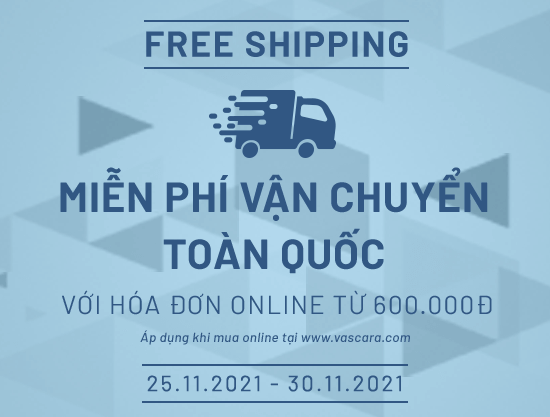 FREE SHIPPING
MIỄN PHÍ VẬN CHUYỂN
TOÀN QUỐC
VỚI HÓA ĐƠN ONLINE TỪ 600.000Đ
Áp dụng khi mua online tại www.vascara.com
25.11.2021 - 30.11.2021